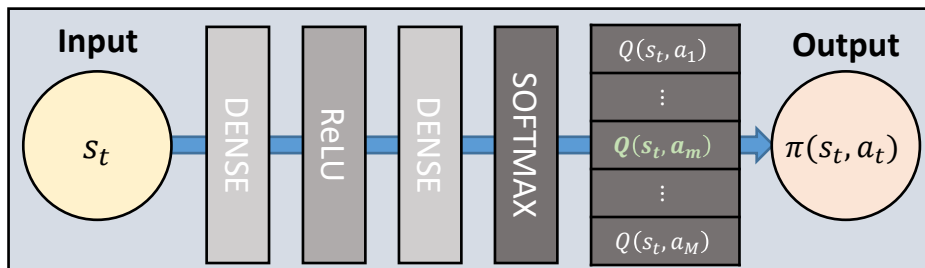 Input
s_t
DENSE
ReLU
DENSE
SOFTMAX
Q(s_t, a_1)
⋮
Q(s_t, a_m)
⋮
Q(s_t, a_M)
Output
π(s_t, a_t)